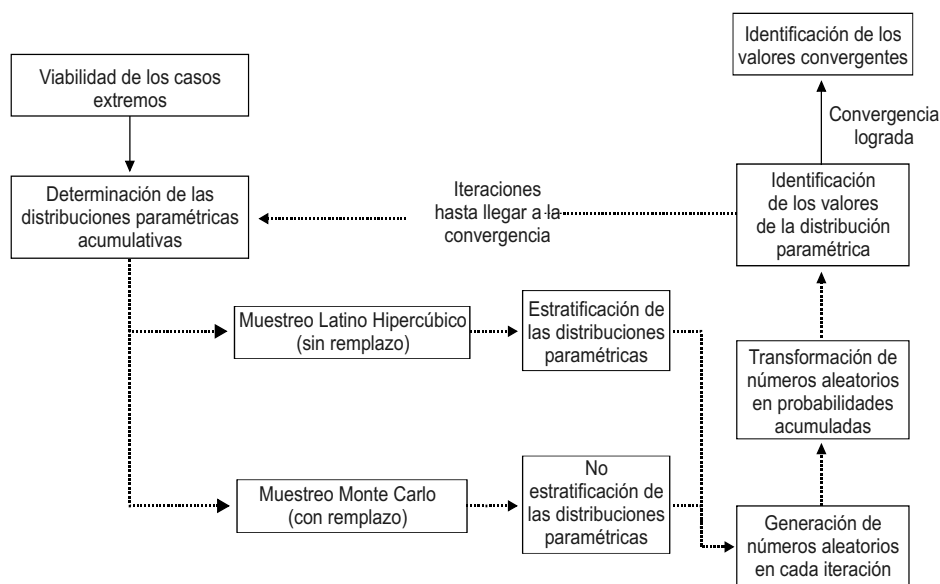 Viabilidad de los casos
extremos
Determinación de las
distribuciones paramétricas
acumulativas
Iteraciones
hasta llegar a la
convergencia
Muestreo Latino Hipercúbico
(sin remplazo)
Estratificación de
las distribuciones
paramétricas
Muestreo Monte Carlo
(con remplazo)
No
estratificación de
las distribuciones
paramétricas
Generación de
números aleatorios
en cada iteración
Transformación de
números aleatorios
en probabilidades
acumuladas
Identificación
de los valores
de la distribución
paramétrica
Convergencia
lograda
Identificación de los
valores convergentes